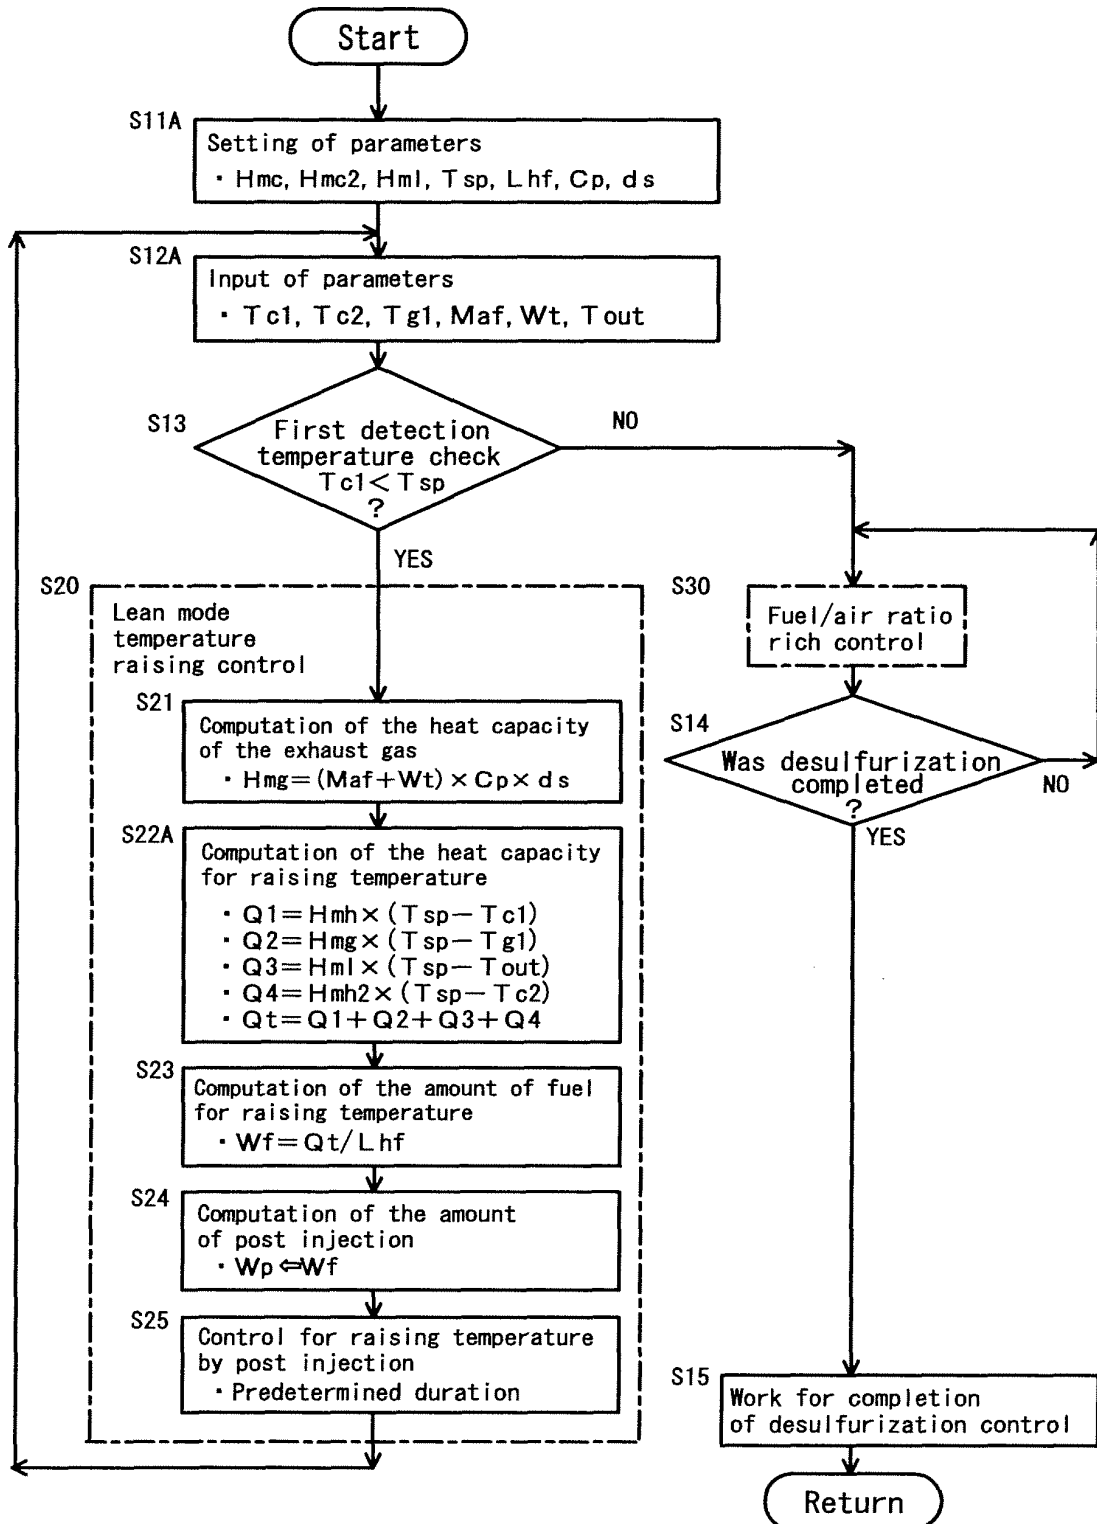 Start
S11A
Setting of parameters
・Hmc, Hmc2, Hml, Tsp, Lhf, Cp, ds
S12A
Input of parameters
・Tc1, Tc2, Tg1, Maf, Wt, Tout
S13
First detection
temperature check
Tc1<Tsp
?
NO
YES
S20
Lean mode
temperature
raising control
S21
Computation of the heat capacity
of the exhaust gas
・Hmg=(Maf+Wt)×Cp×ds
S22A
Computation of the heat capacity
for raising temperature
・Q1=Hmh×(Tsp−Tc1)
・Q2=Hmg×(Tsp−Tg1)
・Q3=Hml×(Tsp−Tout)
・Q4=Hmh2×(Tsp−Tc2)
・Qt=Q1+Q2+Q3+Q4
S23
Computation of the amount of fuel
for raising temperature
・Wf=Qt/Lhf
S24
Computation of the amount
of post injection
・Wp⇔Wf
S25
Control for raising temperature
by post injection
・Predetermined duration
S30
Fuel/air ratio
rich control
S14
Was desulfurization
completed
?
NO
YES
S15
Work for completion
of desulfurization control
Return